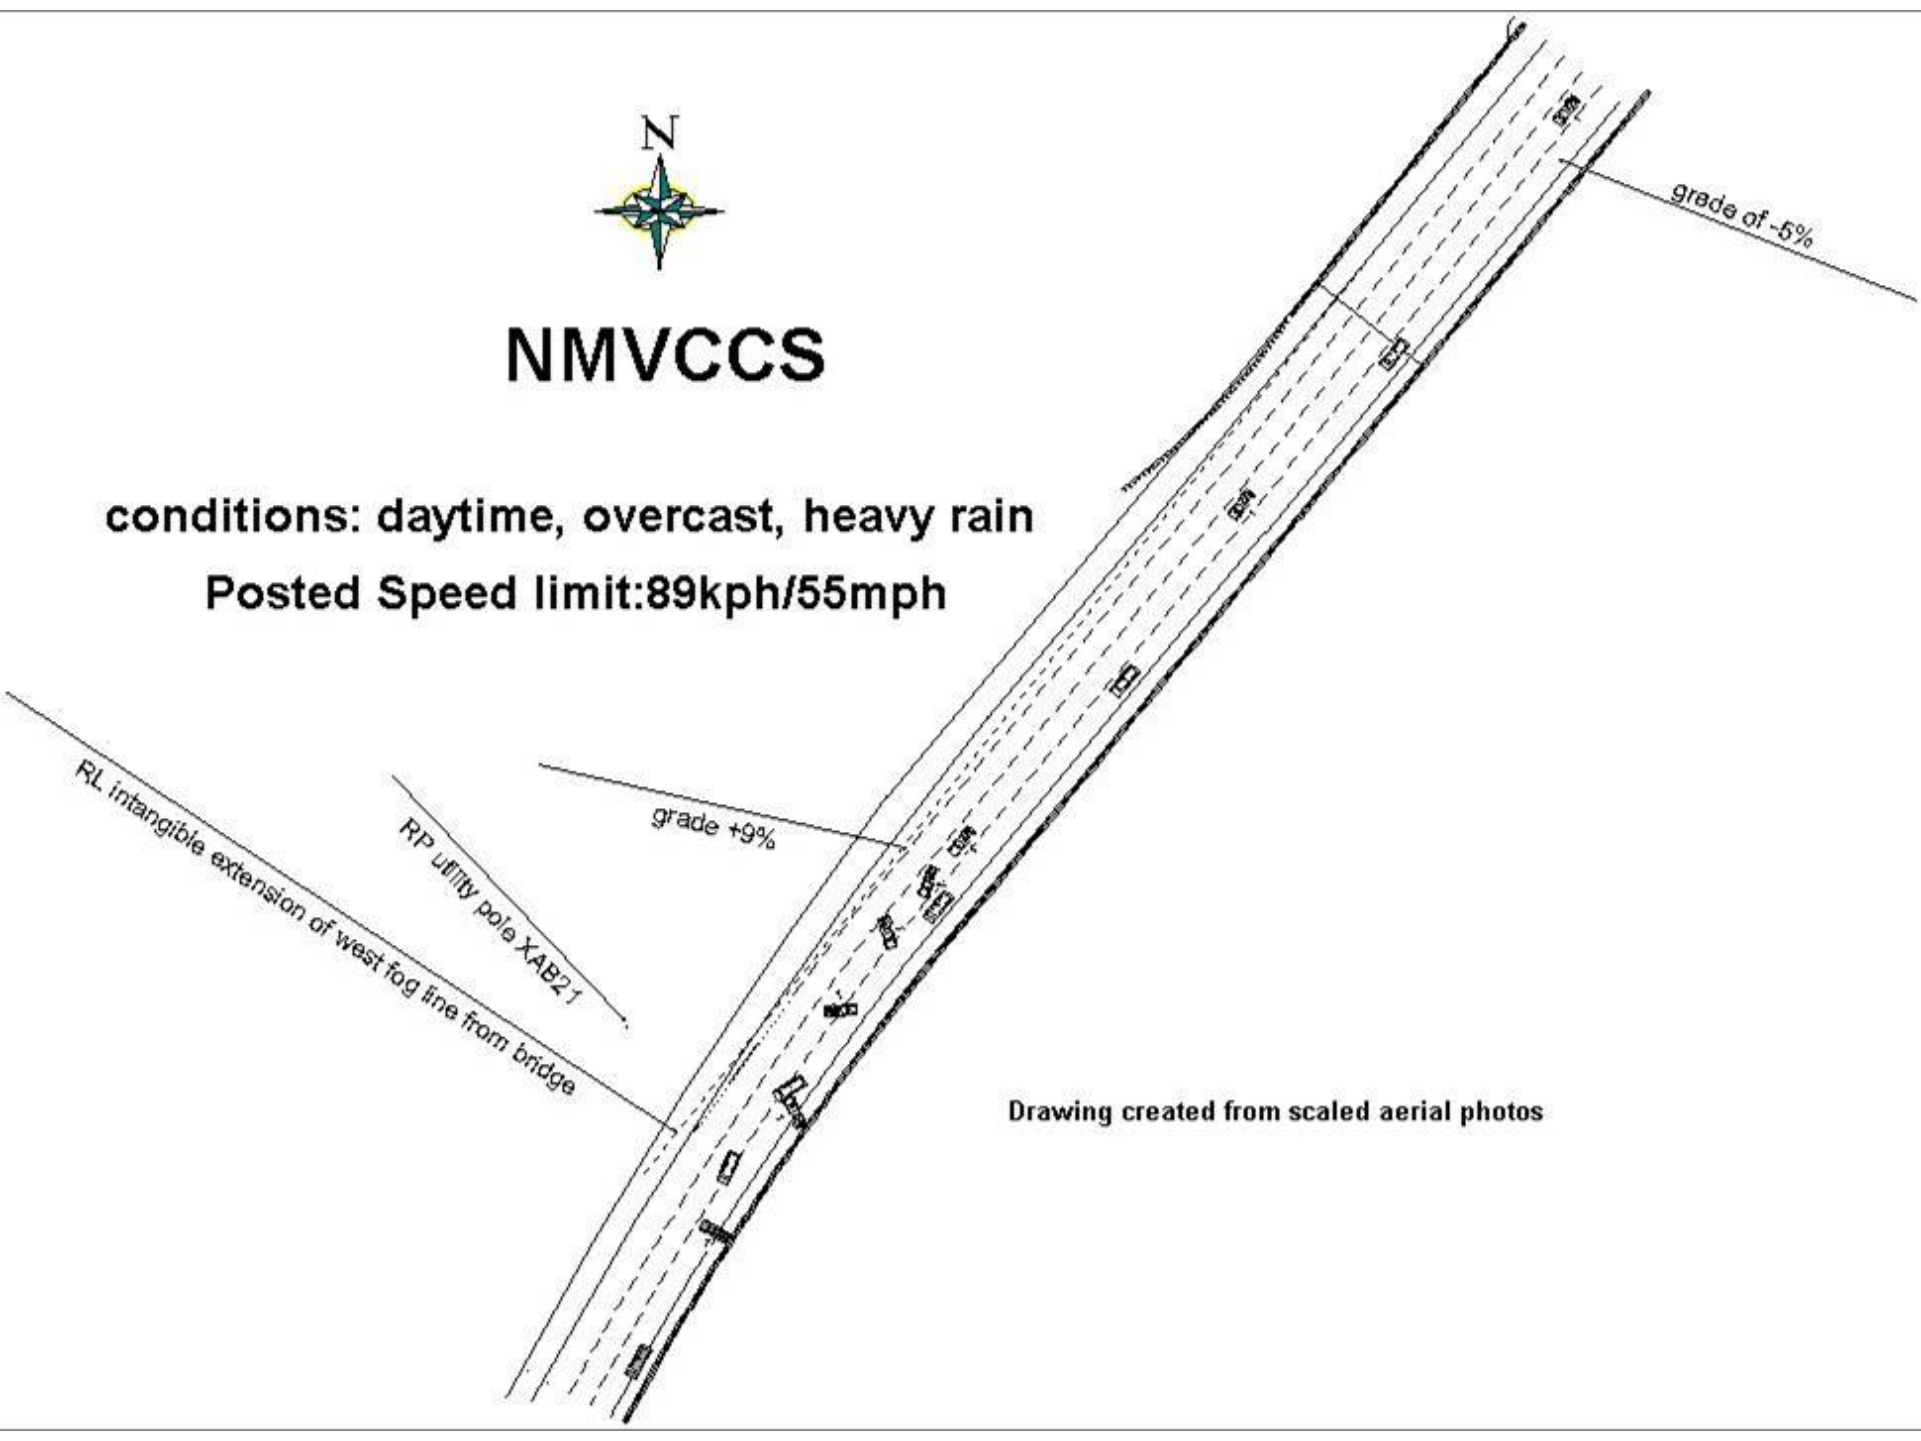 N
NMVCCS
conditions: daytime, overcast, heavy rain
Posted Speed limit:89kph/55mph
grade of -5%
grade +9%
RP utility pole XAB21
RL intangible extension of west fog line from bridge
Drawing created from scaled aerial photos